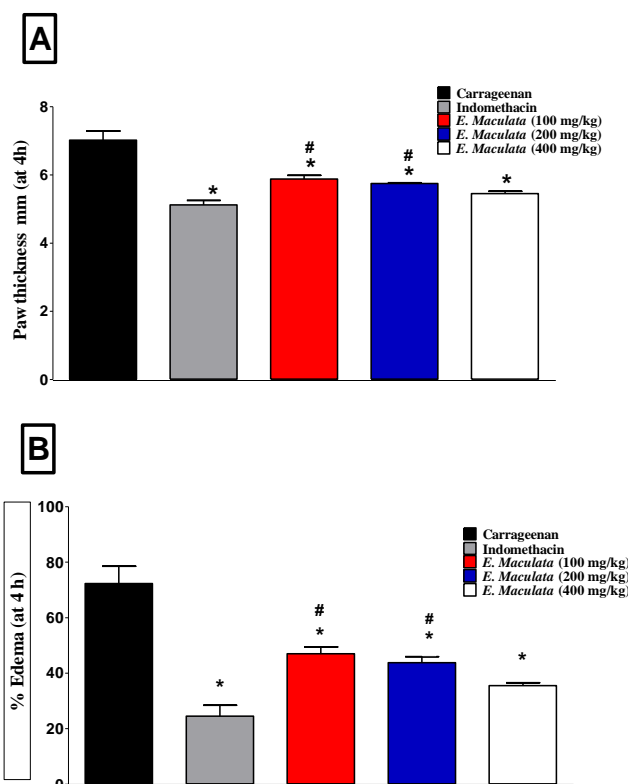 A
Carrageenan
Indomethacin
E. Maculata (100 mg/kg)
E. Maculata (200 mg/kg)
E. Maculata (400 mg/kg)
Paw thickness mm (at 4h)
8
6
4
2
0
*
#
*
#
*
*
B
Carrageenan
Indomethacin
E. Maculata (100 mg/kg)
E. Maculata (200 mg/kg)
E. Maculata (400 mg/kg)
% Edema (at 4 h)
100
80
60
40
20
0
*
#
*
#
*
*